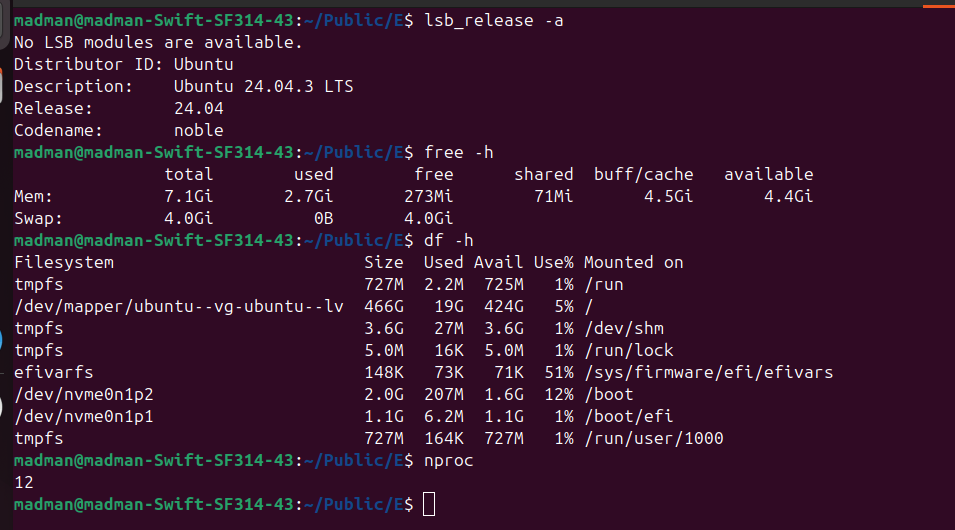 madman@madman-Swift-SF314-43:~/Public/E$ lsb_release -a
No LSB modules are available.
Distributor ID: Ubuntu
Description:    Ubuntu 24.04.3 LTS
Release:        24.04
Codename:       noble
madman@madman-Swift-SF314-43:~/Public/E$ free -h
               total        used        free      shared  buff/cache   available
Mem:           7.1Gi       2.7Gi       273Mi        71Mi       4.5Gi       4.4Gi
Swap:          4.0Gi          0B       4.0Gi
madman@madman-Swift-SF314-43:~/Public/E$ df -h
Filesystem                         Size  Used Avail Use% Mounted on
tmpfs                              727M  2.2M  725M   1% /run
/dev/mapper/ubuntu--vg-ubuntu--lv  466G   19G  424G   5% /
tmpfs                              3.6G   27M  3.6G   1% /dev/shm
tmpfs                              5.0M   16K  5.0M   1% /run/lock
efivarfs                           148K   73K   71K  51% /sys/firmware/efi/efivars
/dev/nvme0n1p2                     2.0G  207M  1.6G  12% /boot
/dev/nvme0n1p1                     1.1G  6.2M  1.1G   1% /boot/efi
tmpfs                              727M  164K  727M   1% /run/user/1000
madman@madman-Swift-SF314-43:~/Public/E$ nproc
12
madman@madman-Swift-SF314-43:~/Public/E$